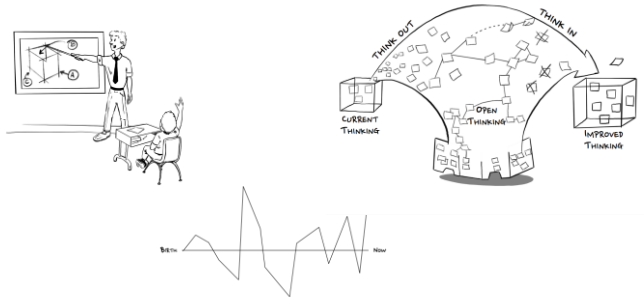 B
C
A
THINK OUT
THINK IN
CURRENT
THINKING
OPEN
THINKING
IMPROVED
THINKING
BIRTH
NOW